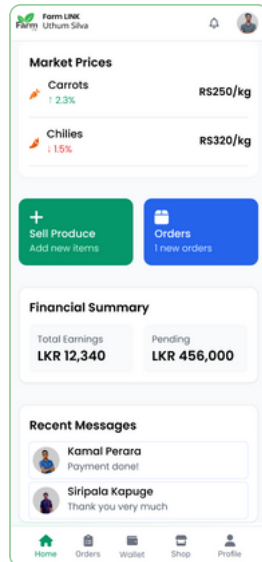 Farm LINK
Farm Uthum Silva
Market Prices
Carrots
↑ 2.3%
RS250/kg
Chilies
↓ 1.5%
RS320/kg
Sell Produce
Add new items
Orders
1 new orders
Financial Summary
Total Earnings
LKR 12,340
Pending
LKR 456,000
Recent Messages
Kamal Perara
Payment done!
Siripala Kapuge
Thank you very much
Home
Orders
Wallet
Shop
Profile